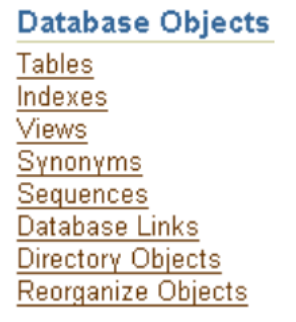 Database Objects
Tables
Indexes
Views
Synonyms
Sequences
Database Links
Directory Objects
Reorganize Objects